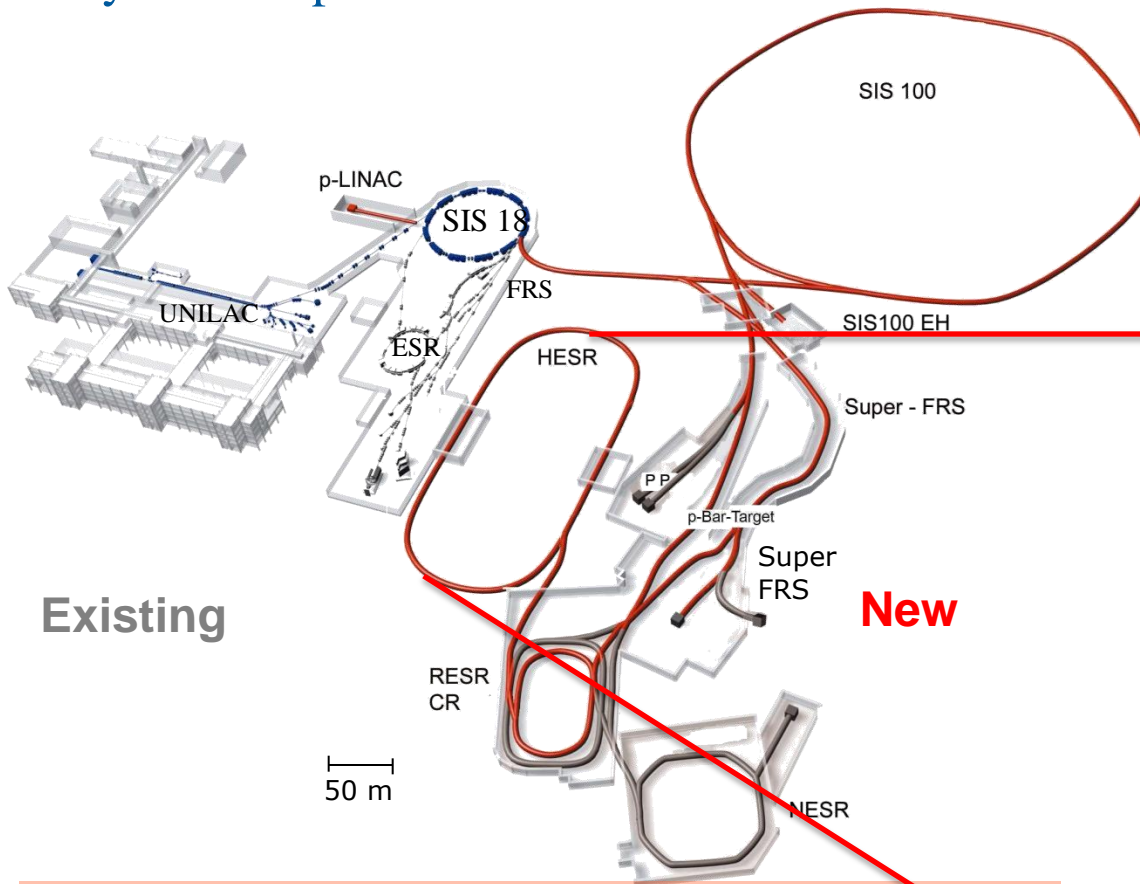 SIS 100
p-LINAC
SIS 18
FRS
UNILAC
ESR
HESR
SIS100 EH
Super - FRS
P P
p-Bar-Target
Super
FRS
Existing
New
RESR
CR
50 m
NESR